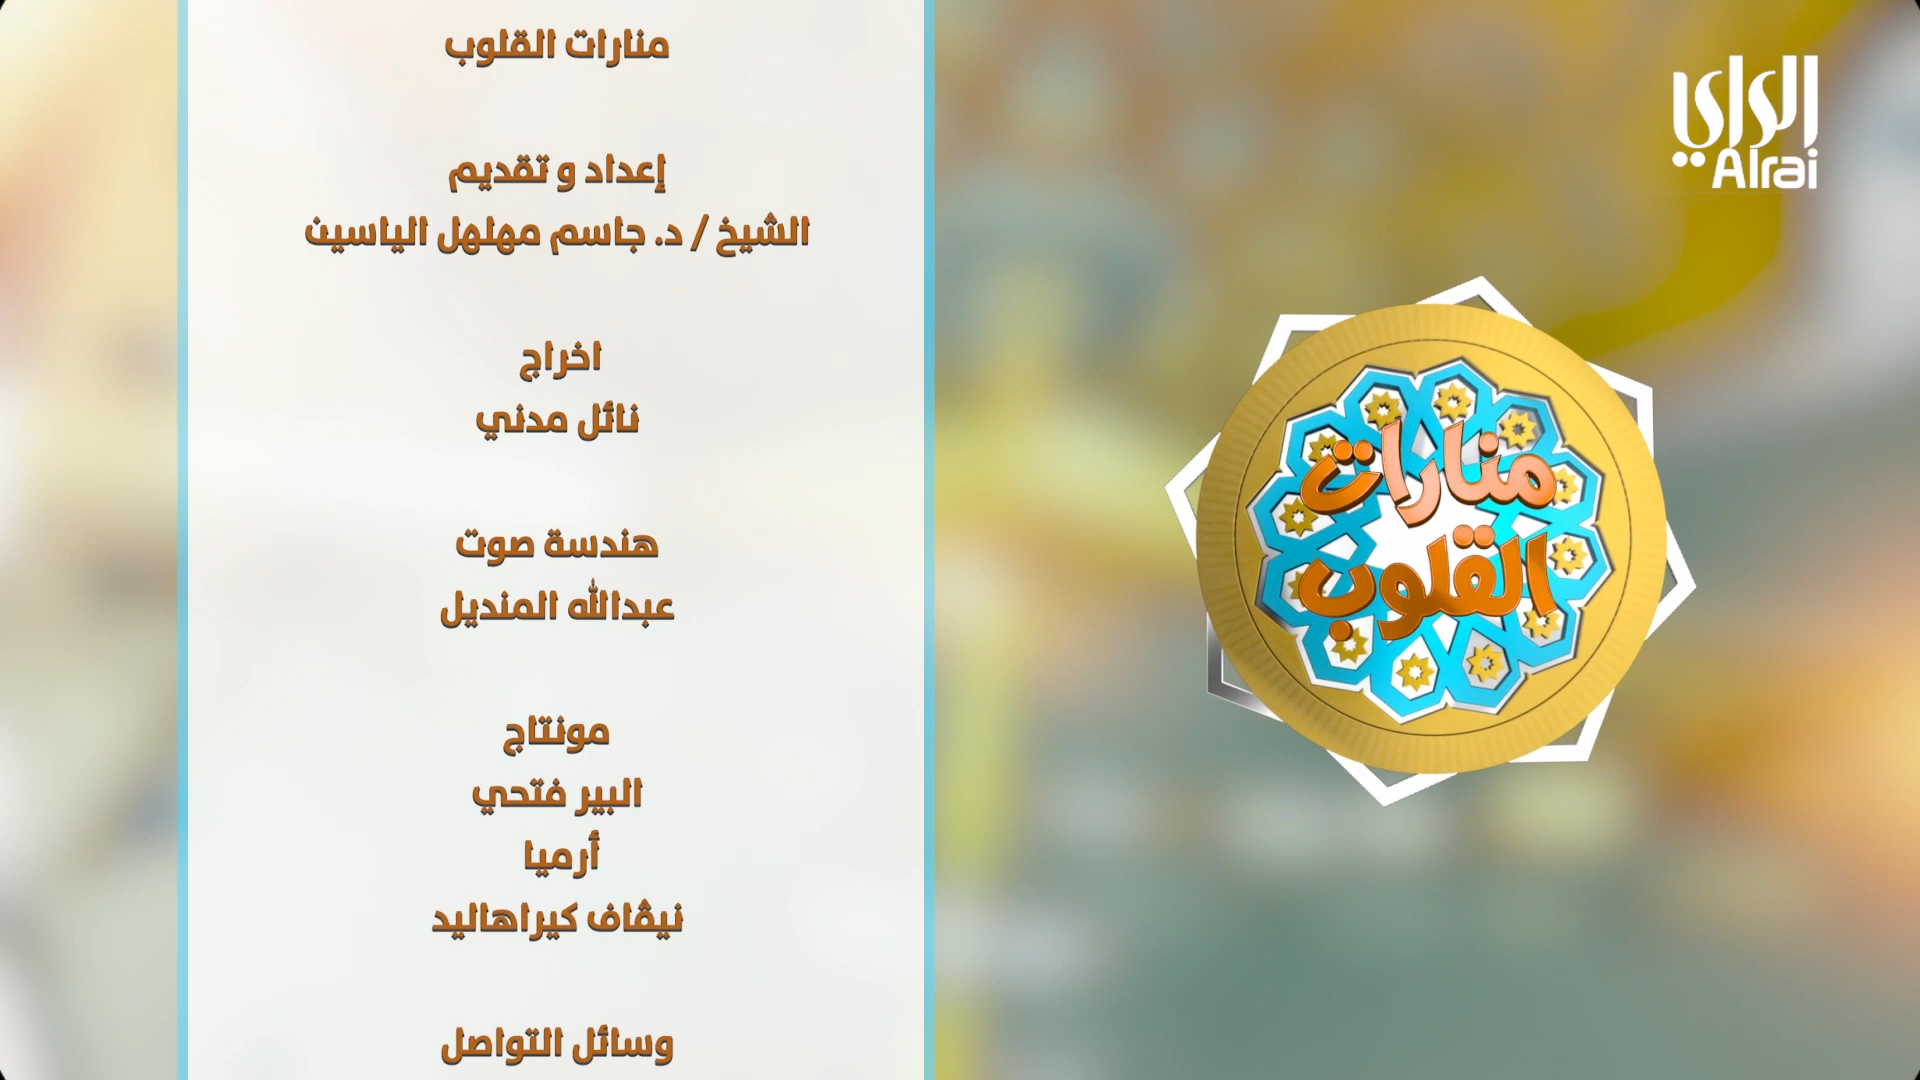 منارات القلوب
إعداد و تقديم
الشيخ / د. جاسم مهلهل الياسين
اخراج
نائل مدني
هندسة صوت
عبدالله المنديل
مونتاج
البير فتحي
أرميا
نيڤاف كيراهاليد
وسائل التواصل
الراي
Alrai
منارات
القلوب